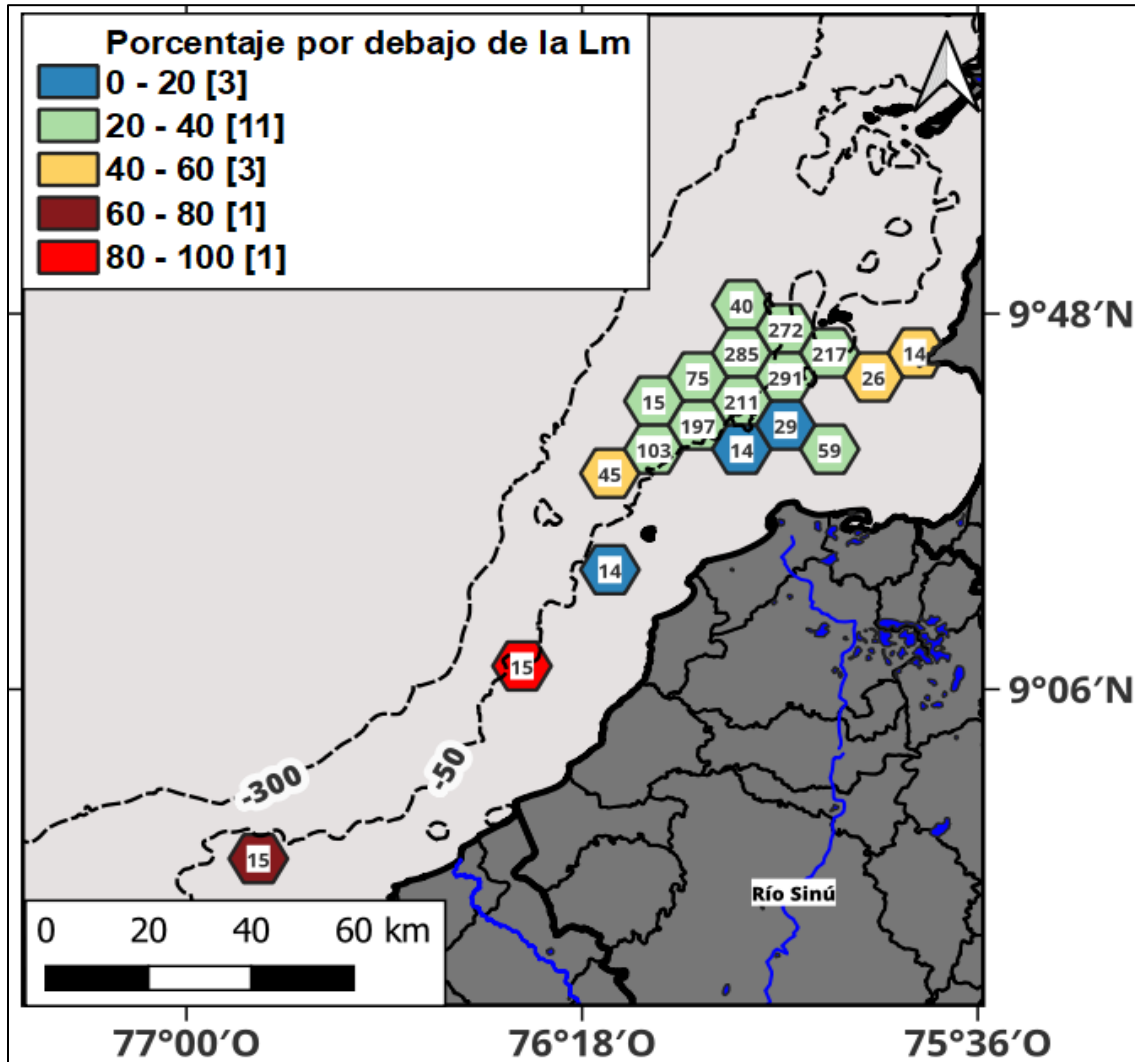 Porcentaje por debajo de la Lm
0 - 20 [3]
20 - 40 [11]
40 - 60 [3]
60 - 80 [1]
80 - 100 [1]
40
272
9°48′N
285
217
14
75
291
26
15
211
197
29
103
14
59
45
14
15
9°06′N
-300
-50
15
Río Sinú
0 20 40 60 km
77°00′O 76°18′O 75°36′O